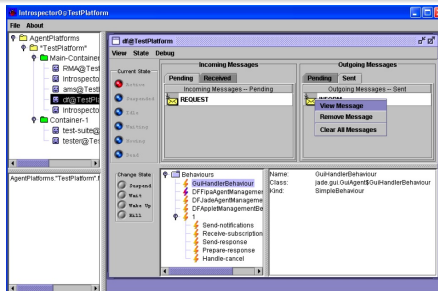 Introspector0@TestPlatform
File About
AgentPlatforms
"TestPlatform"
Main-Container
RMA@Test
Introspecto
ams@Test
df@TestPl
Introspecto
Container-1
test-suite@
tester@Tes
AgentPlatforms."TestPlatform".
df@TestPlatform
View State Debug
Current State
Active
Suspended
Idle
Waiting
Moving
Dead
Incoming Messages
Pending Received
Incoming Messages -- Pending
REQUEST
Outgoing Messages
Pending Sent
Outgoing Messages -- Sent
INFORM
View Message
Remove Message
Clear All Messages
Change State
Suspend
Wait
Wake Up
Kill
Behaviours
GuiHandlerBehaviour
DFFipaAgentManagemen
DFJadeAgentManagemen
DFAppletManagementBe
1
Send-notifications
Receive-subscription
Send-response
Prepare-response
Handle-cancel
Name: GuiHandlerBehaviour
Class: jade.gui.GuiAgent$GuiHandlerBehaviour
Kind: SimpleBehaviour